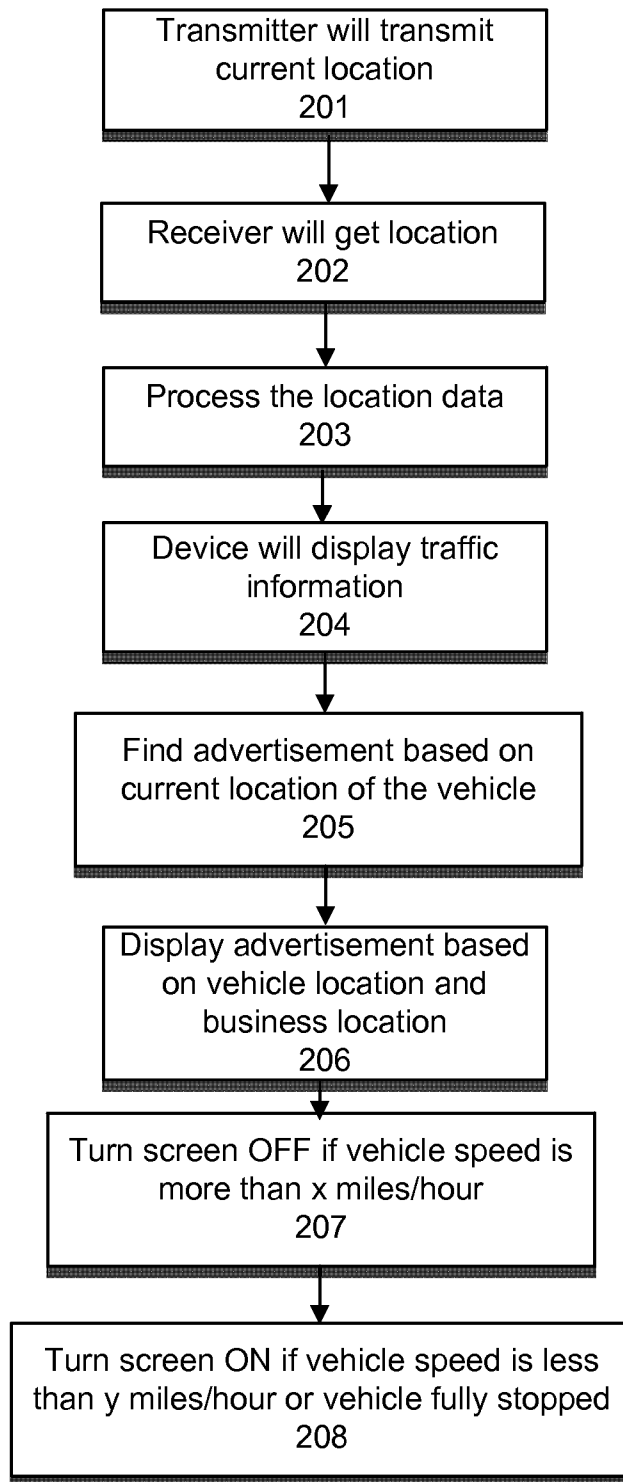 Transmitter will transmit
current location
201
Receiver will get location
202
Process the location data
203
Device will display traffic
information
204
Find advertisement based on
current location of the vehicle
205
Display advertisement based
on vehicle location and
business location
206
Turn screen OFF if vehicle speed is
more than x miles/hour
207
Turn screen ON if vehicle speed is less
than y miles/hour or vehicle fully stopped
208